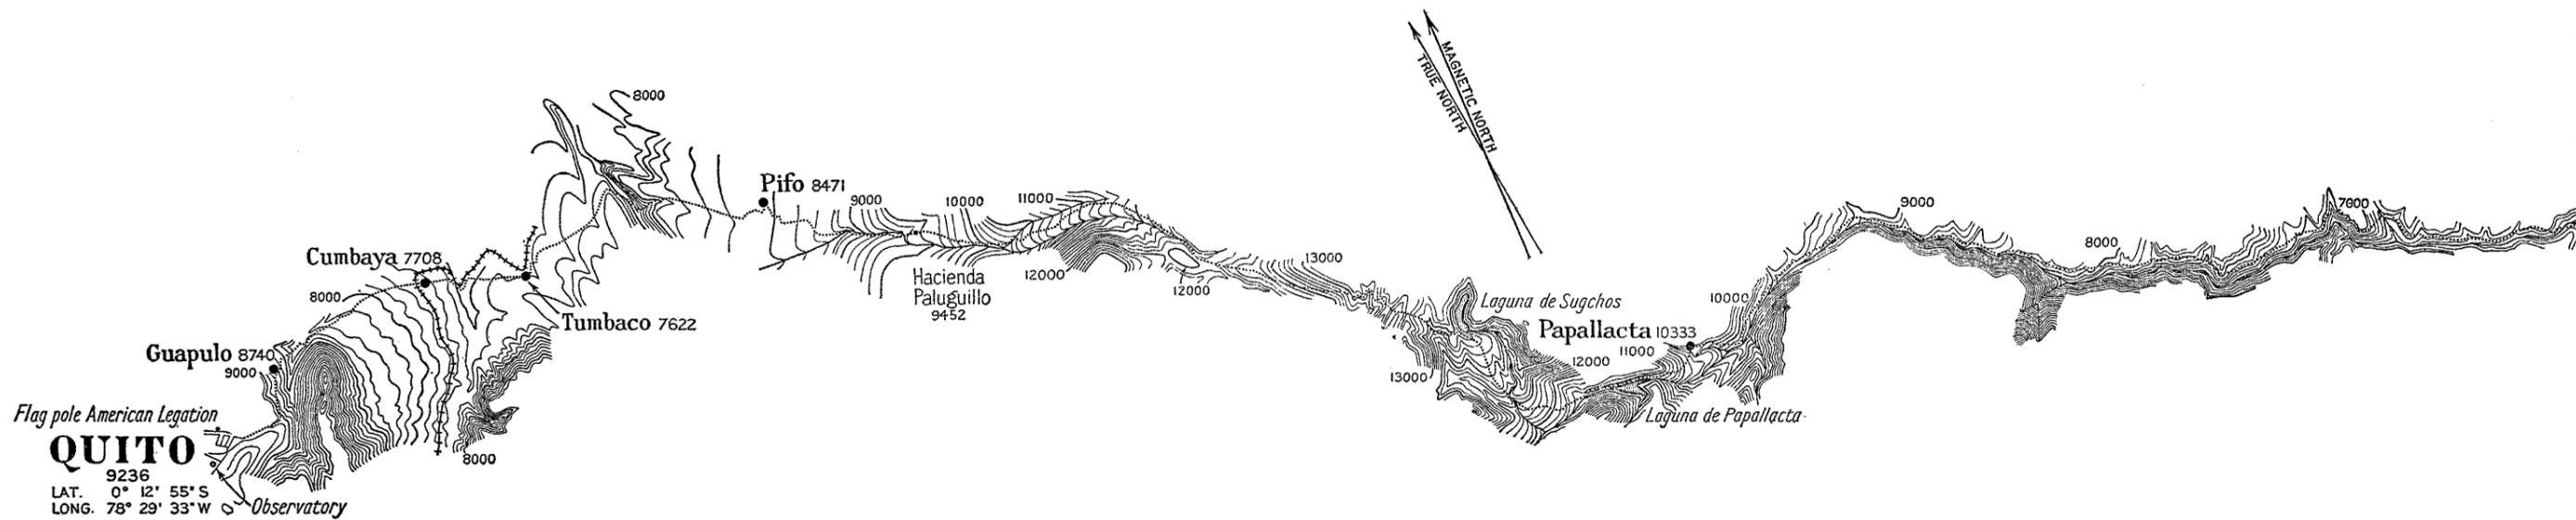 8000
MAGNETIC NORTH
TRUE NORTH
Pifo 8471
9000
10000
11000
9000
7000
Cumbaya 7708
8000
13000
12000
Hacienda
Paluguillo
9452
12000
8000
Laguna de Sugchos
10000
Tumbaco 7622
Papallacta 10333
Guapulo 8740
9000
11000
12000
13000
Flag pole American Legation
Laguna de Papallacta
QUITO
9236
8000
LAT. 0° 12' 55" S
LONG. 78° 29' 33" W
Observatory